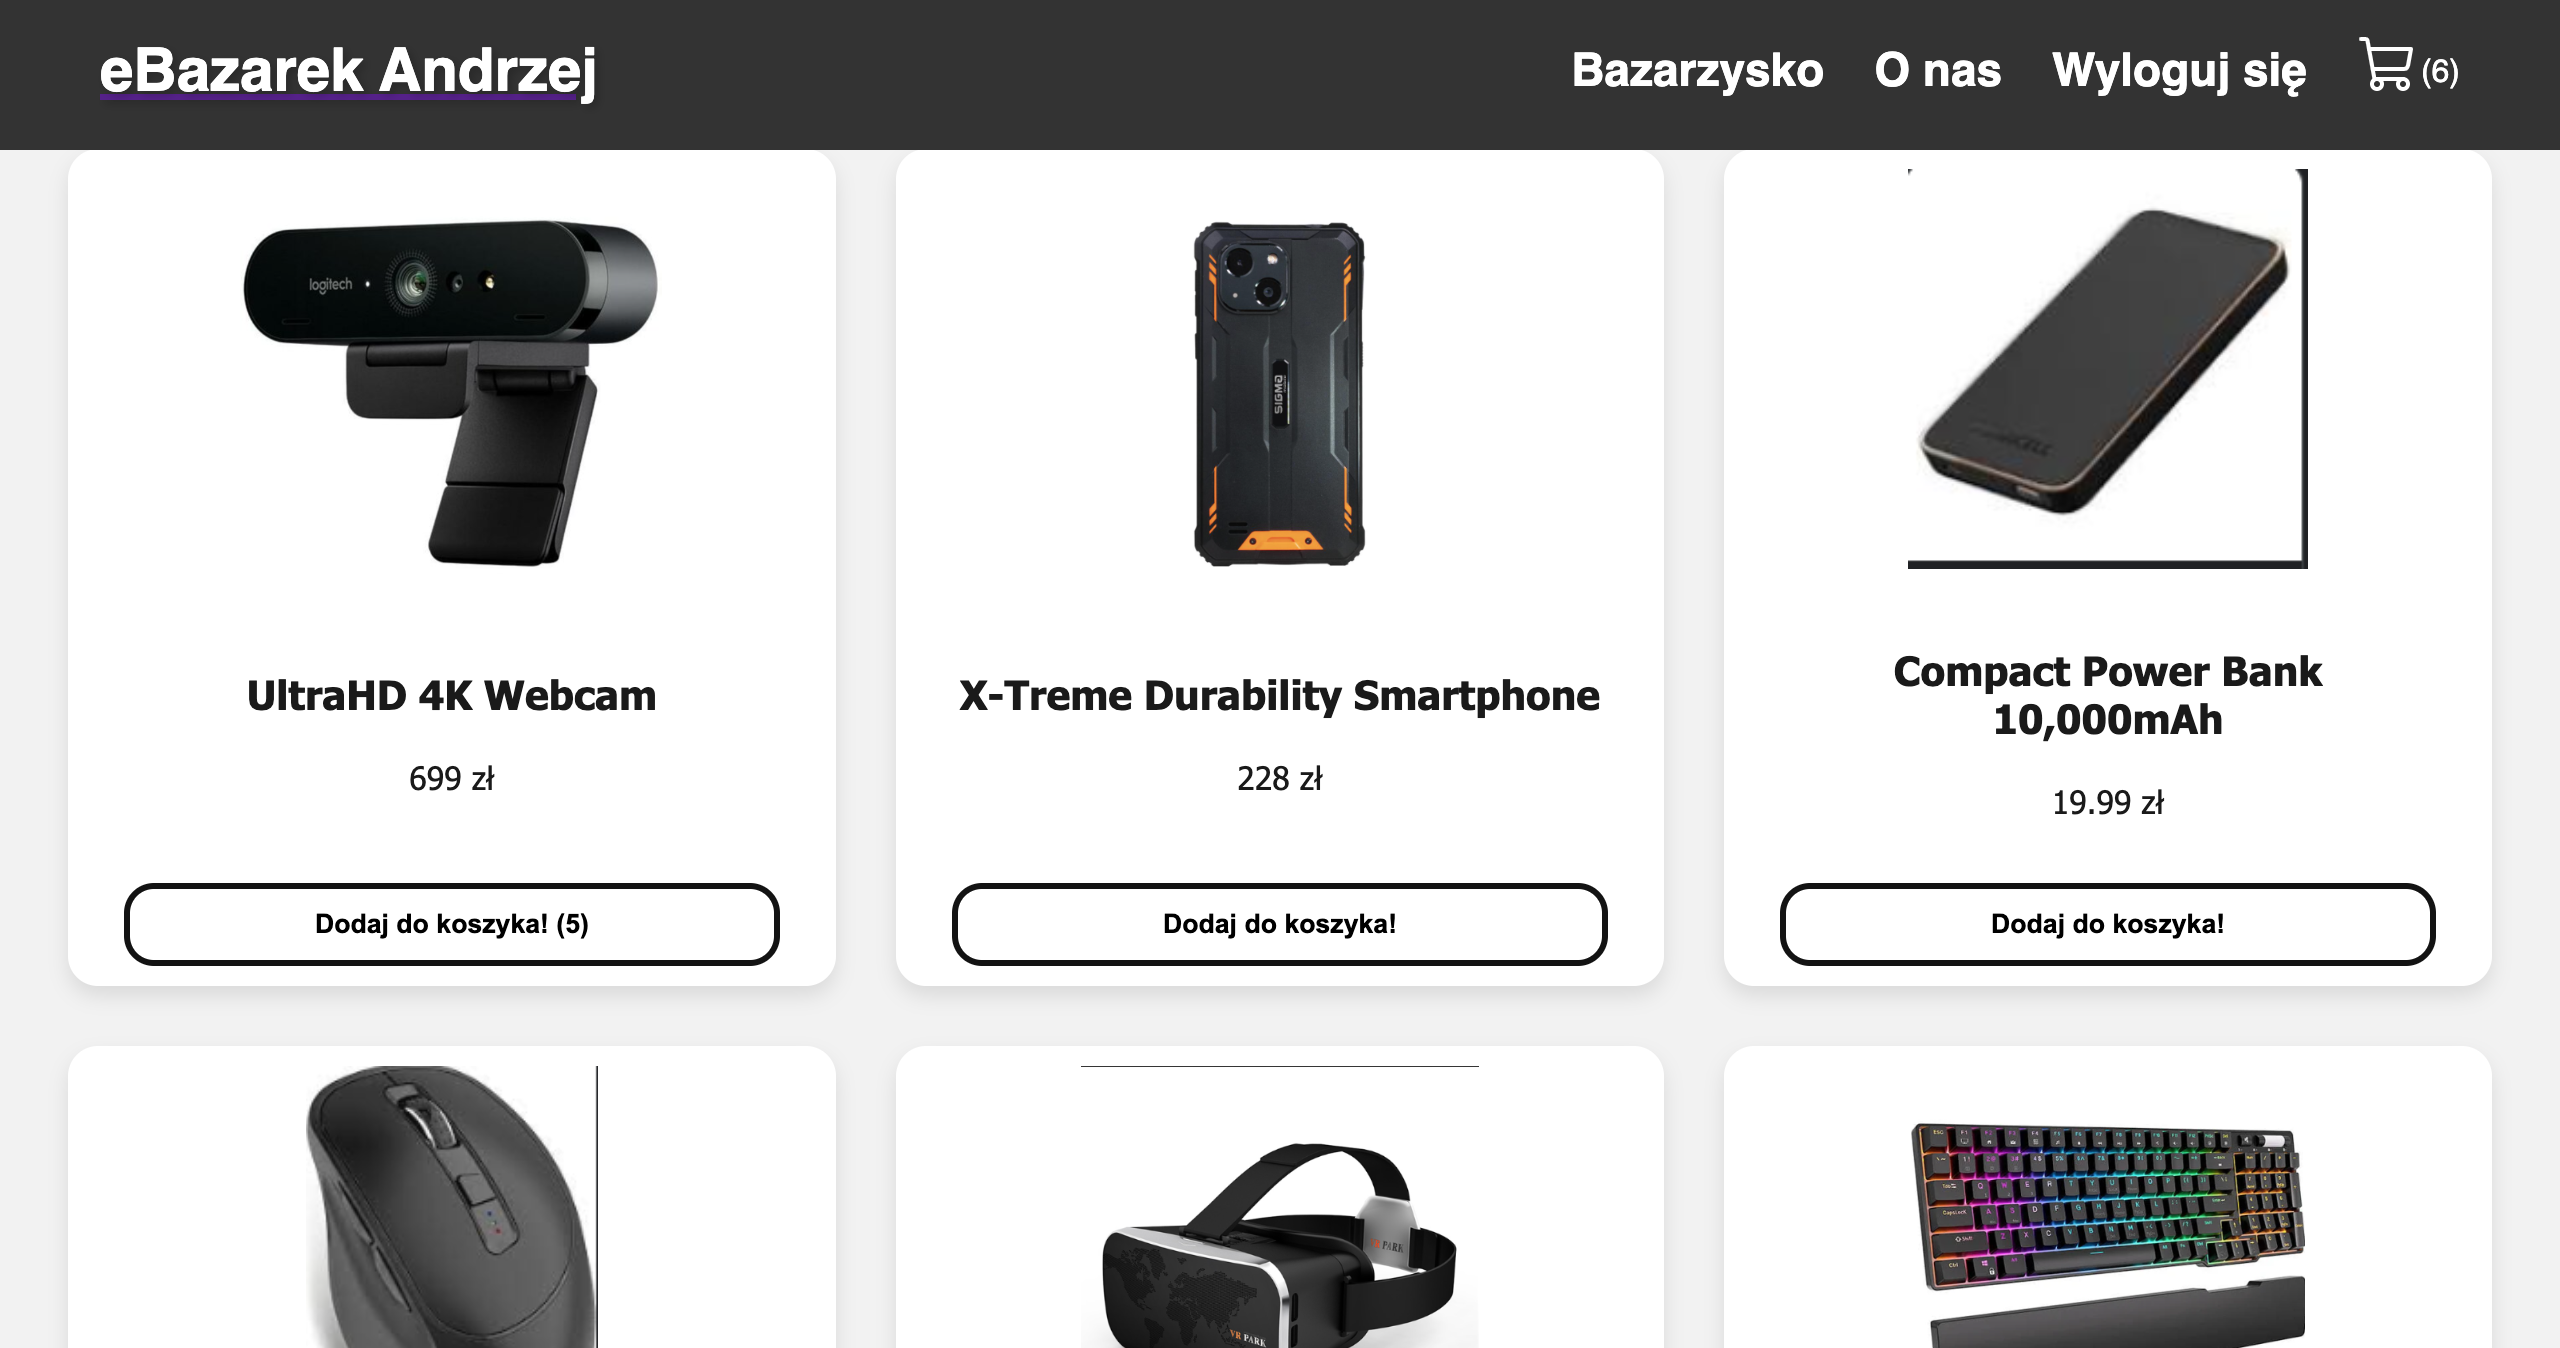 eBazarek Andrzej
Bazarzysko
O nas
Wyloguj się
(6)
logitech
SIGMA
UltraHD 4K Webcam
X-Treme Durability Smartphone
Compact Power Bank
10,000mAh
699 zł
228 zł
19.99 zł
Dodaj do koszyka! (5)
Dodaj do koszyka!
Dodaj do koszyka!
VR PARK
VR PARK